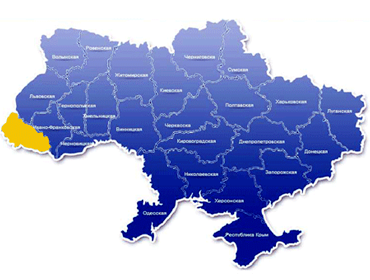 Волынская
Ровенская
Житомирская
Киевская
Черниговская
Сумская
Львовская
Тернопольская
Хмельницкая
Ивано-Франковская
Черновицкая
Винницкая
Черкасская
Полтавская
Харьковская
Луганская
Кировоградская
Днепропетровская
Донецкая
Николаевская
Запорожская
Одесская
Херсонская
Республика Крым